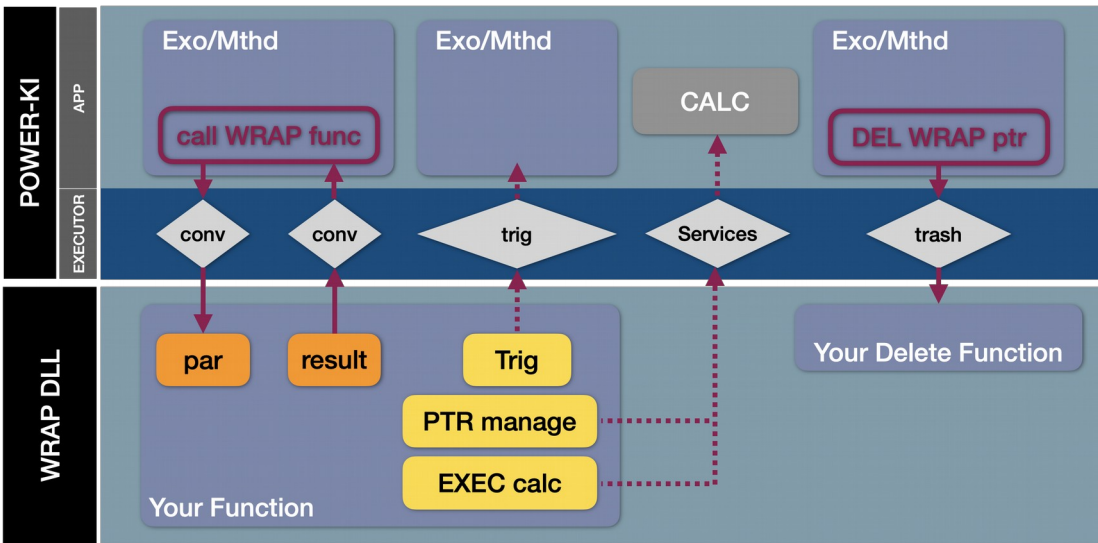 POWER-KI
APP
EXECUTOR
WRAP DLL
Exo/Mthd
Exo/Mthd
Exo/Mthd
call WRAP func
CALC
DEL WRAP ptr
conv
conv
trig
Services
trash
par
result
Trig
PTR manage
EXEC calc
Your Function
Your Delete Function